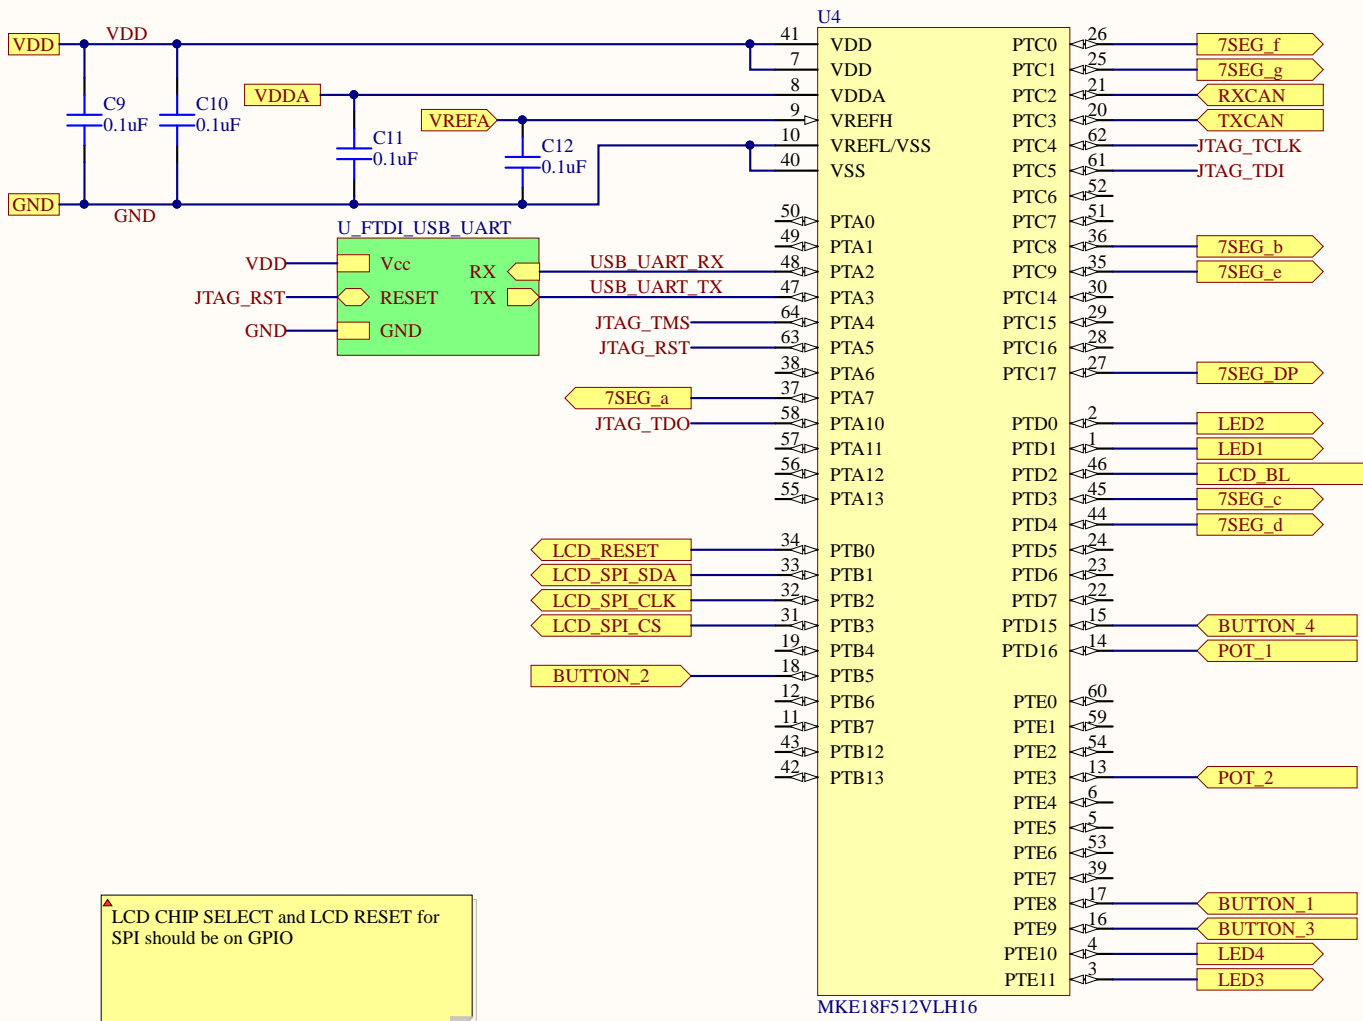 U4
VDD
VDD
41
VDD
PTC0
26
7SEG_f
7
VDD
PTC1
25
7SEG_g
VDDA
8
VDDA
PTC2
21
RXCAN
C9
0.1uF
C10
0.1uF
VREFA
9
VREFH
PTC3
20
TXCAN
C11
0.1uF
C12
0.1uF
10
VREFL/VSS
PTC4
62
JTAG_TCLK
40
VSS
PTC5
61
JTAG_TDI
PTC6
52
GND
GND
50
PTA0
PTC7
51
U_FTDI_USB_UART
49
PTA1
PTC8
36
7SEG_b
VDD
Vcc
RX
USB_UART_RX
48
PTA2
PTC9
35
7SEG_e
JTAG_RST
RESET
TX
USB_UART_TX
47
PTA3
PTC14
30
GND
GND
JTAG_TMS
64
PTA4
PTC15
29
JTAG_RST
63
PTA5
PTC16
28
38
PTA6
PTC17
27
7SEG_DP
7SEG_a
37
PTA7
JTAG_TDO
58
PTA10
PTD0
2
LED2
57
PTA11
PTD1
1
LED1
56
PTA12
PTD2
46
LCD_BL
55
PTA13
PTD3
45
7SEG_c
PTD4
44
7SEG_d
LCD_RESET
34
PTB0
PTD5
24
LCD_SPI_SDA
33
PTB1
PTD6
23
LCD_SPI_CLK
32
PTB2
PTD7
22
LCD_SPI_CS
31
PTB3
PTD15
15
BUTTON_4
19
PTB4
PTD16
14
POT_1
BUTTON_2
18
PTB5
12
PTB6
PTE0
60
11
PTB7
PTE1
59
43
PTB12
PTE2
54
42
PTB13
PTE3
13
POT_2
PTE4
6
PTE5
5
PTE6
53
PTE7
39
PTE8
17
BUTTON_1
PTE9
16
BUTTON_3
PTE10
4
LED4
PTE11
3
LED3
MKE18F512VLH16
LCD CHIP SELECT and LCD RESET for
SPI should be on GPIO